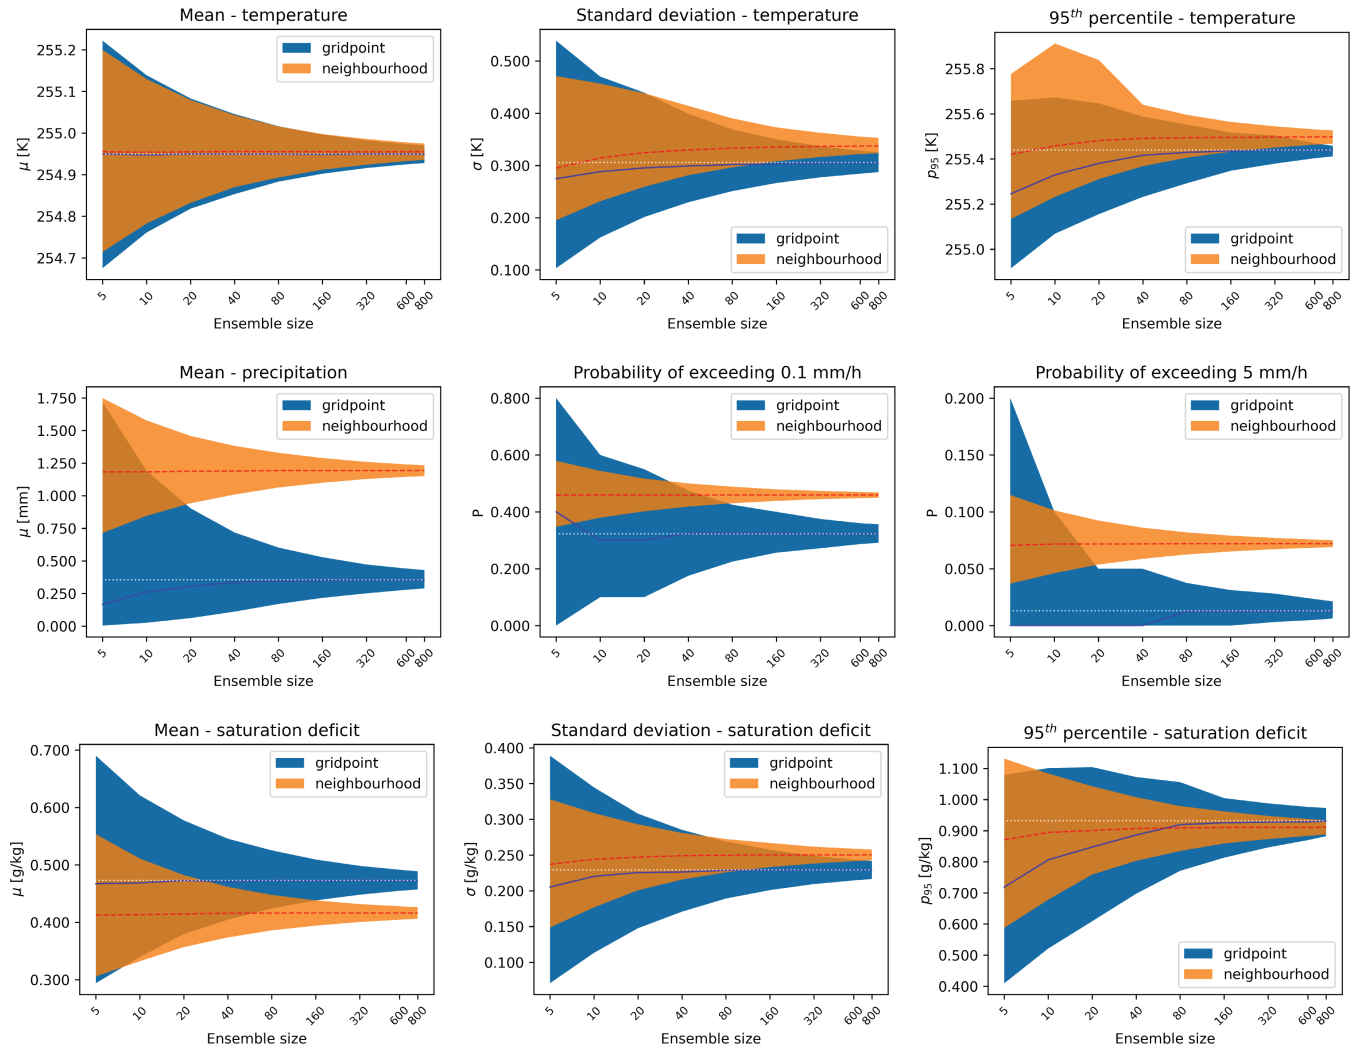 Mean - temperature
μ [K]
255.2
255.1
255.0
254.9
254.8
254.7
gridpoint
neighbourhood
5 10 20 40 80 160 320 600 800
Ensemble size
Standard deviation - temperature
σ [K]
0.500
0.400
0.300
0.200
0.100
gridpoint
neighbourhood
5 10 20 40 80 160 320 600 800
Ensemble size
95th percentile - temperature
p95 [K]
255.8
255.6
255.4
255.2
255.0
gridpoint
neighbourhood
5 10 20 40 80 160 320 600 800
Ensemble size
Mean - precipitation
μ [mm]
1.750
1.500
1.250
1.000
0.750
0.500
0.250
0.000
gridpoint
neighbourhood
5 10 20 40 80 160 320 600 800
Ensemble size
Probability of exceeding 0.1 mm/h
P
0.800
0.600
0.400
0.200
0.000
gridpoint
neighbourhood
5 10 20 40 80 160 320 600 800
Ensemble size
Probability of exceeding 5 mm/h
P
0.200
0.150
0.100
0.050
0.000
gridpoint
neighbourhood
5 10 20 40 80 160 320 600 800
Ensemble size
Mean - saturation deficit
μ [g/kg]
0.700
0.600
0.500
0.400
0.300
gridpoint
neighbourhood
5 10 20 40 80 160 320 600 800
Ensemble size
Standard deviation - saturation deficit
σ [g/kg]
0.400
0.350
0.300
0.250
0.200
0.150
0.100
gridpoint
neighbourhood
5 10 20 40 80 160 320 600 800
Ensemble size
95th percentile - saturation deficit
p95 [g/kg]
1.100
1.000
0.900
0.800
0.700
0.600
0.500
0.400
gridpoint
neighbourhood
5 10 20 40 80 160 320 600 800
Ensemble size